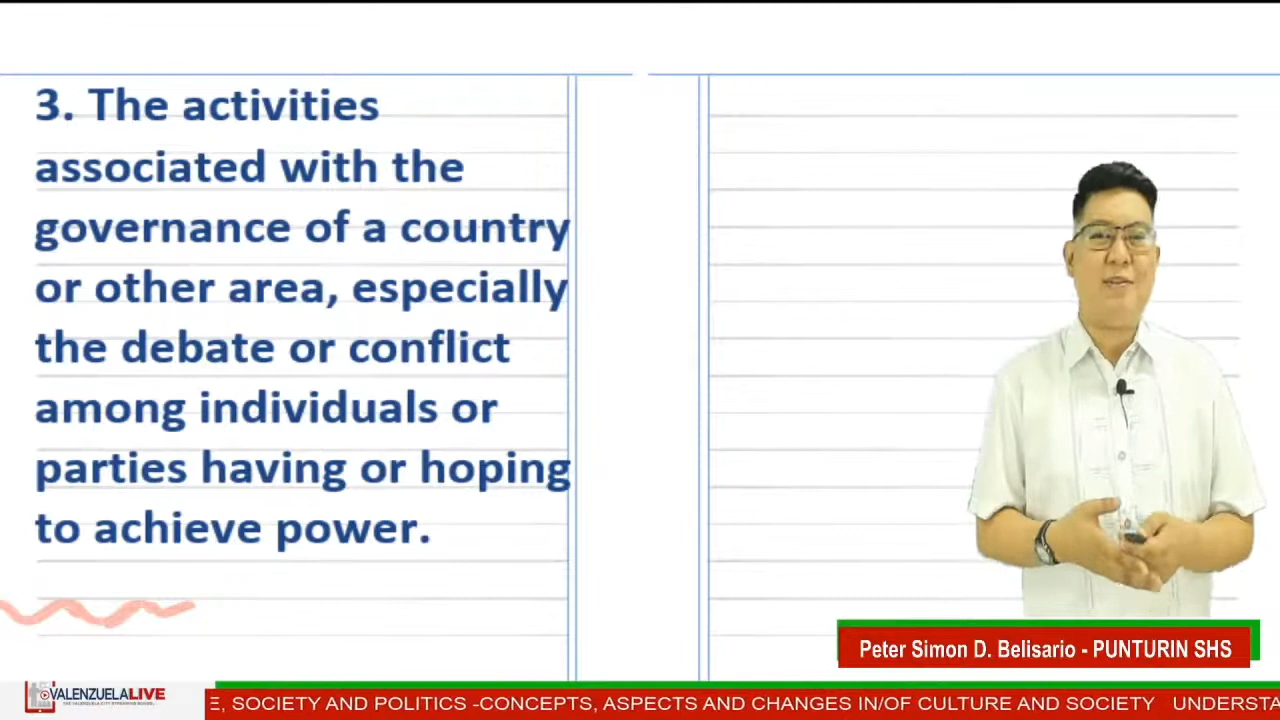 3. The activities
associated with the
governance of a country
or other area, especially
the debate or conflict
among individuals or
parties having or hoping
to achieve power.
Peter Simon D. Belisario - PUNTURIN SHS
VALENZUELALIVE
E, SOCIETY AND POLITICS -CONCEPTS, ASPECTS AND CHANGES IN/OF CULTURE AND SOCIETY UNDERSTA